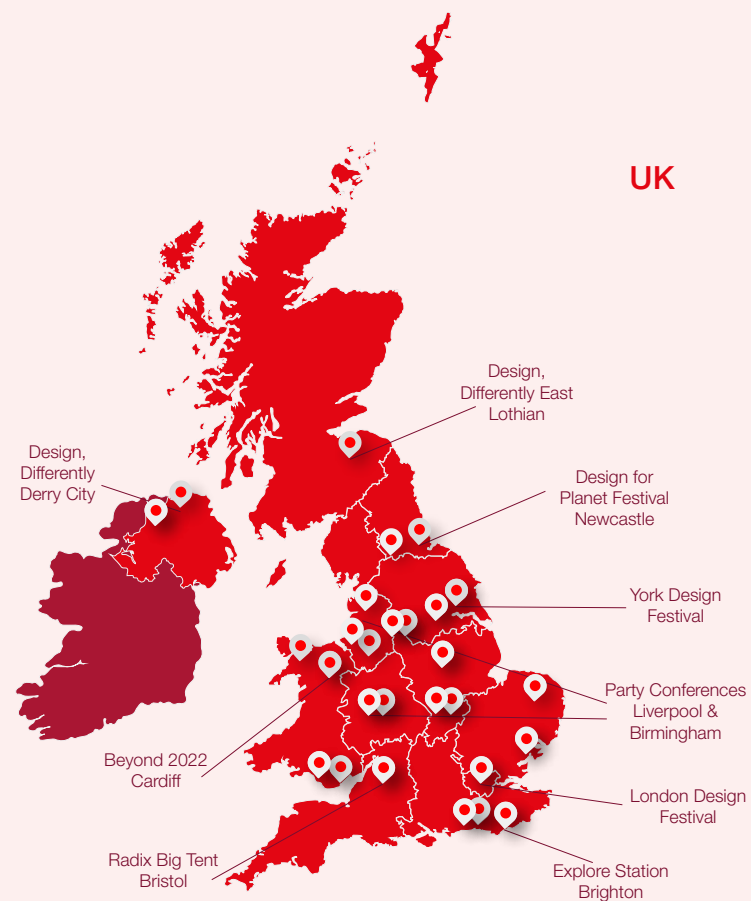 UK
Design,
Differently East
Lothian
Design,
Differently
Derry City
Design for
Planet Festival
Newcastle
York Design
Festival
Party Conferences
Liverpool &
Birmingham
Beyond 2022
Cardiff
London Design
Festival
Radix Big Tent
Bristol
Explore Station
Brighton